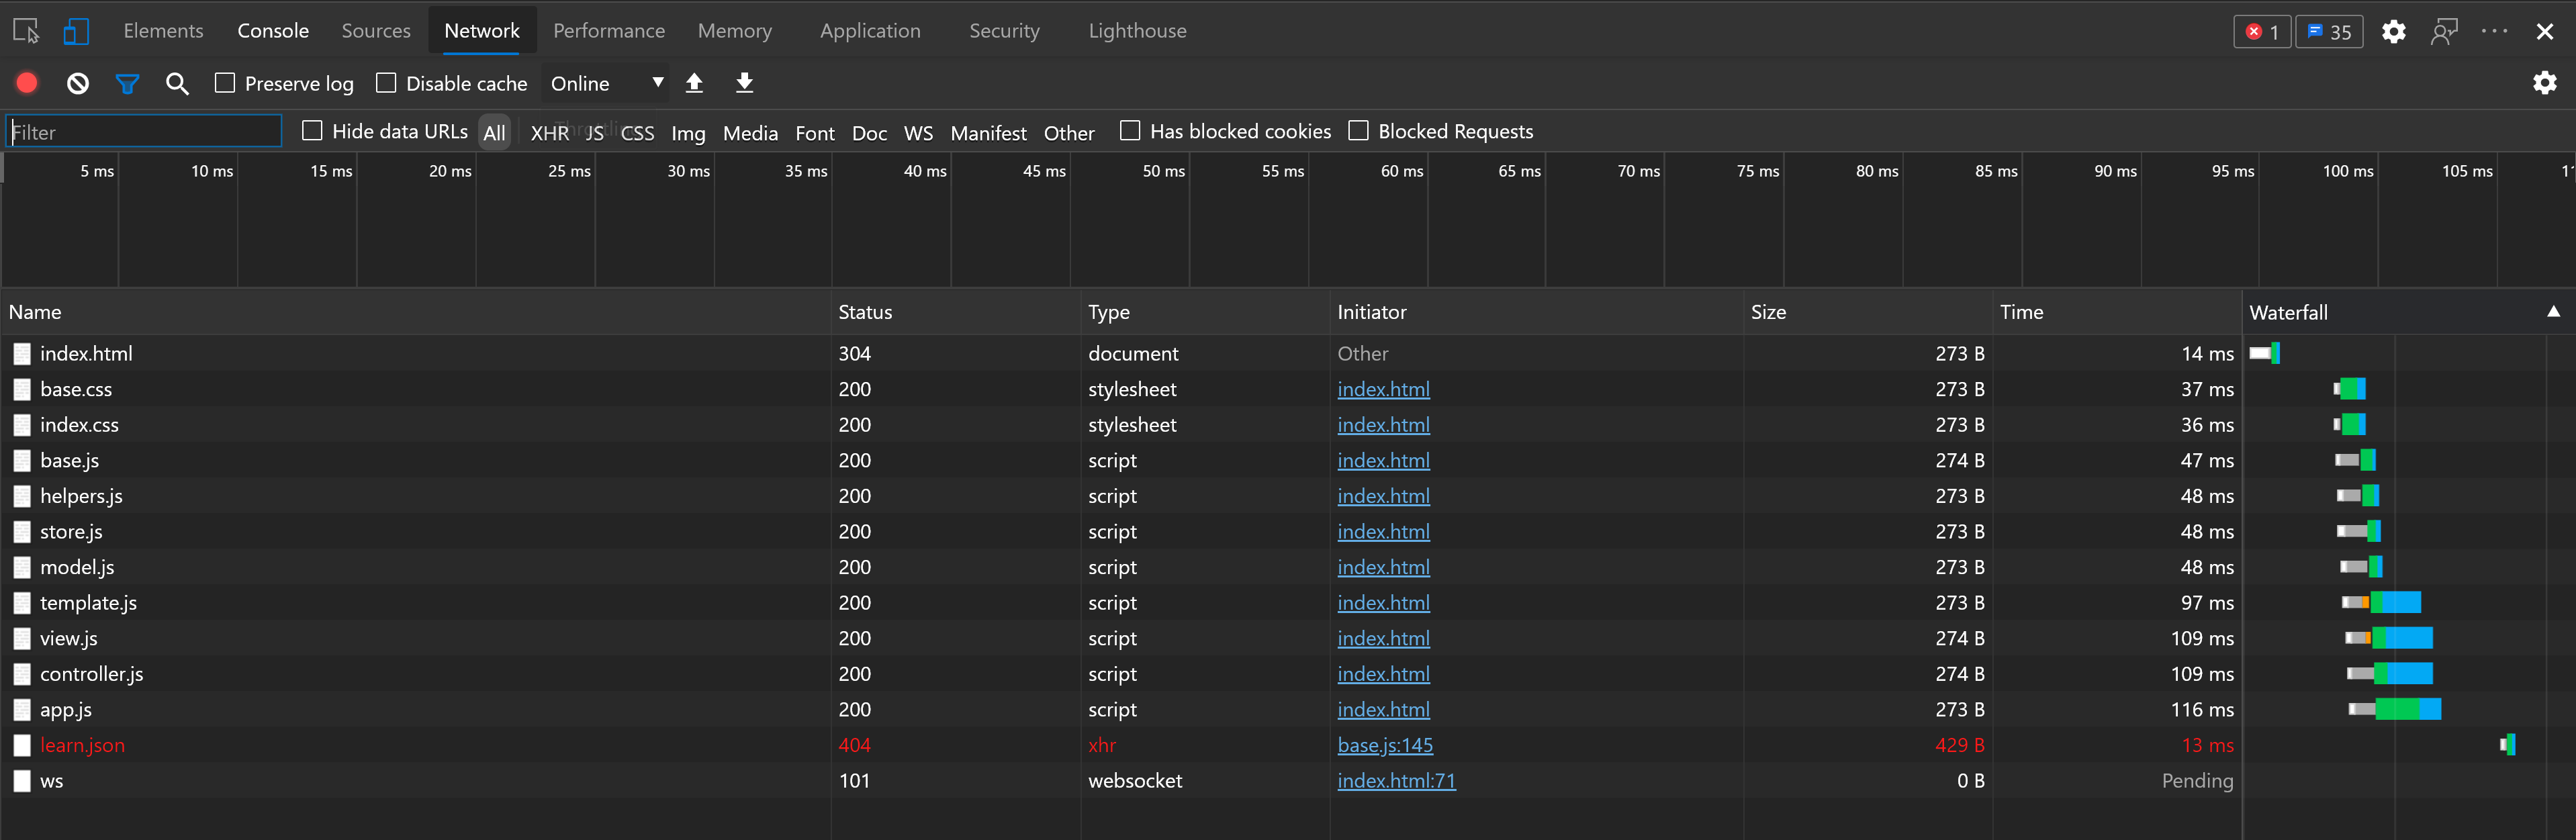 Elements Console Sources Network Performance Memory Application Security Lighthouse 1 35
Preserve log Disable cache Online
Filter Hide data URLs All XHR JS CSS Img Media Font Doc WS Manifest Other Has blocked cookies Blocked Requests
Throttling
5 ms 10 ms 15 ms 20 ms 25 ms 30 ms 35 ms 40 ms 45 ms 50 ms 55 ms 60 ms 65 ms 70 ms 75 ms 80 ms 85 ms 90 ms 95 ms 100 ms 105 ms
Name Status Type Initiator Size Time Waterfall
index.html 304 document Other 273 B 14 ms
base.css 200 stylesheet index.html 273 B 37 ms
index.css 200 stylesheet index.html 273 B 36 ms
base.js 200 script index.html 274 B 47 ms
helpers.js 200 script index.html 273 B 48 ms
store.js 200 script index.html 273 B 48 ms
model.js 200 script index.html 273 B 48 ms
template.js 200 script index.html 273 B 97 ms
view.js 200 script index.html 274 B 109 ms
controller.js 200 script index.html 274 B 109 ms
app.js 200 script index.html 273 B 116 ms
learn.json 404 xhr base.js:145 429 B 13 ms
ws 101 websocket index.html:71 0 B Pending